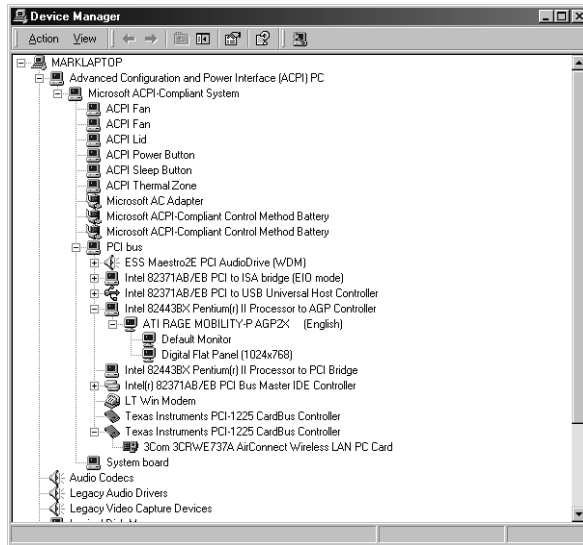 Device Manager
Action View
MARKLAPTOP
Advanced Configuration and Power Interface (ACPI) PC
Microsoft ACPI-Compliant System
ACPI Fan
ACPI Fan
ACPI Lid
ACPI Power Button
ACPI Sleep Button
ACPI Thermal Zone
Microsoft AC Adapter
Microsoft ACPI-Compliant Control Method Battery
Microsoft ACPI-Compliant Control Method Battery
PCI bus
ESS Maestro2E PCI AudioDrive (WDM)
Intel 82371AB/EB PCI to ISA bridge (EIO mode)
Intel 82371AB/EB PCI to USB Universal Host Controller
Intel 82443BX Pentium(r) II Processor to AGP Controller
ATI RAGE MOBILITY-P AGP2X (English)
Default Monitor
Digital Flat Panel (1024x768)
Intel 82443BX Pentium(r) II Processor to PCI Bridge
Intel(r) 82371AB/EB PCI Bus Master IDE Controller
LT Win Modem
Texas Instruments PCI-1225 CardBus Controller
Texas Instruments PCI-1225 CardBus Controller
3Com 3CRWE737A AirConnect Wireless LAN PC Card
System board
Audio Codecs
Legacy Audio Drivers
Legacy Video Capture Devices